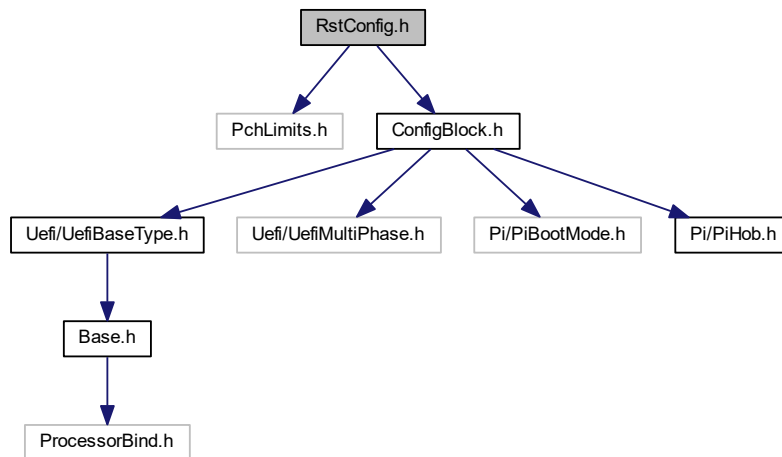 RstConfig.h
PchLimits.h
ConfigBlock.h
Uefi/UefiBaseType.h
Uefi/UefiMultiPhase.h
Pi/PiBootMode.h
Pi/PiHob.h
Base.h
ProcessorBind.h